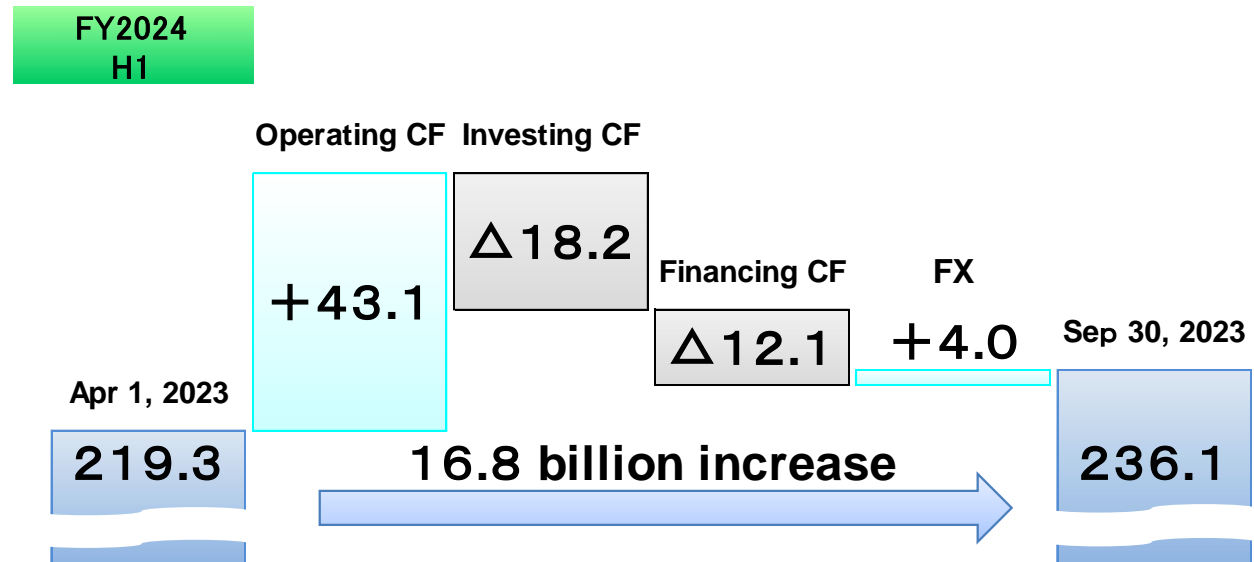 FY2024
H1
Operating CF
Investing CF
+43.1
△18.2
Financing CF
FX
△12.1
+4.0
Sep 30, 2023
Apr 1, 2023
219.3
16.8 billion increase
236.1